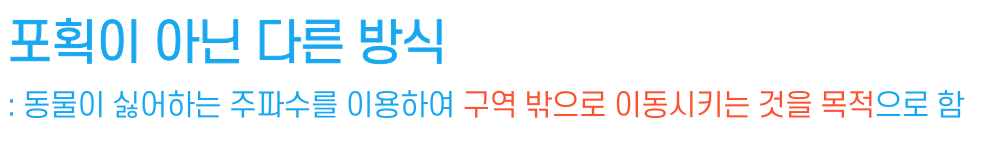 포획이 아닌 다른 방식
: 동물이 싫어하는 주파수를 이용하여 구역 밖으로 이동시키는 것을 목적으로 함